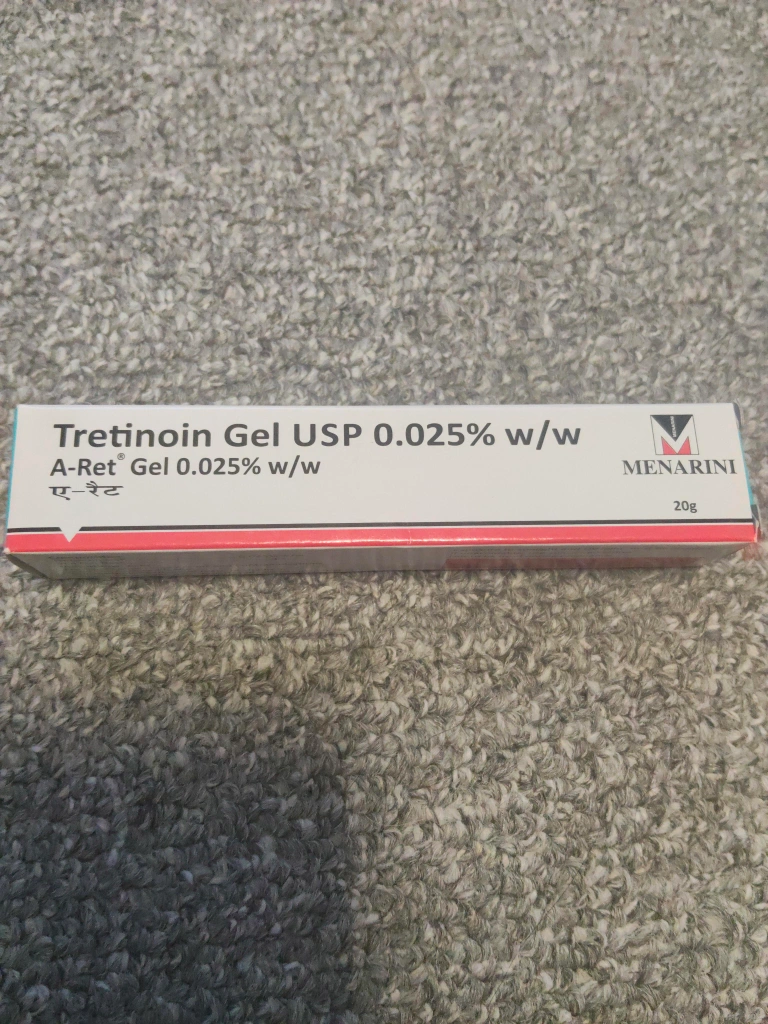 Tretinoin Gel USP 0.025% w/w
A-Ret® Gel 0.025% w/w
ए-रैट
MENARINI
20g